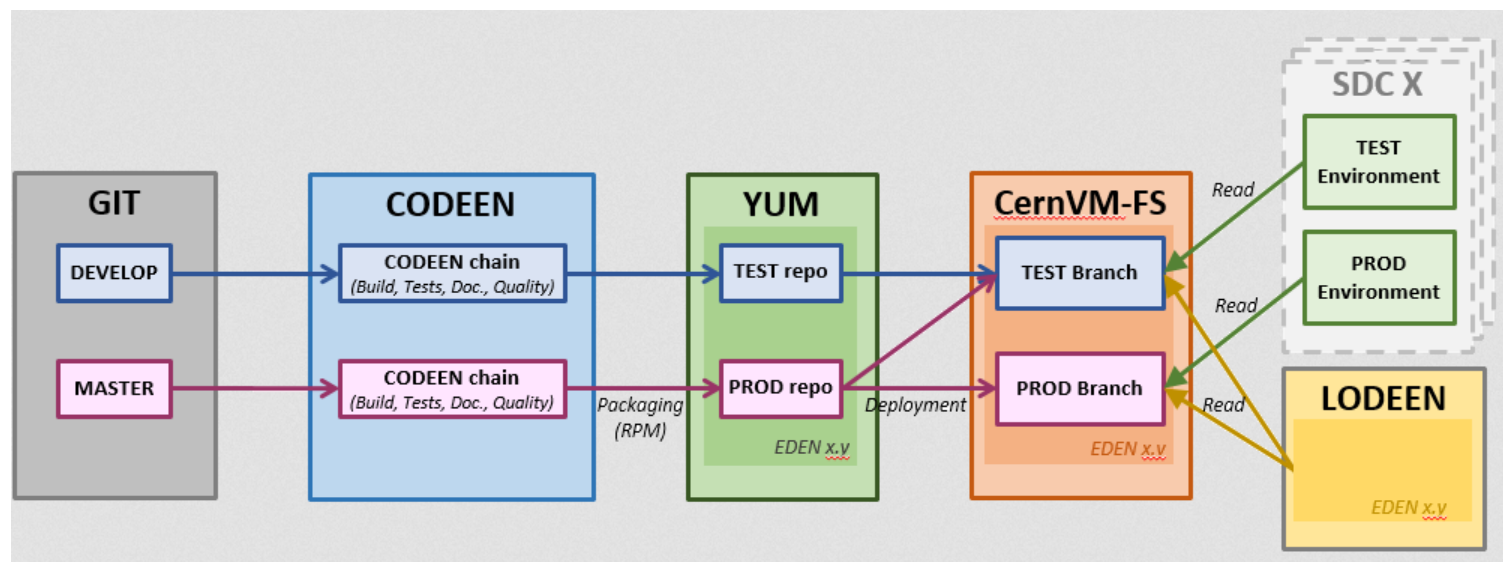 GIT
DEVELOP
MASTER
CODEEN
CODEEN chain
(Build, Tests, Doc., Quality)
CODEEN chain
(Build, Tests, Doc., Quality)
Packaging
(RPM)
YUM
TEST repo
PROD repo
EDEN x.y
Deployment
CernVM-FS
TEST Branch
PROD Branch
EDEN x.y
Read
Read
Read
SDC X
TEST
Environment
PROD
Environment
LODEEN
EDEN x.y